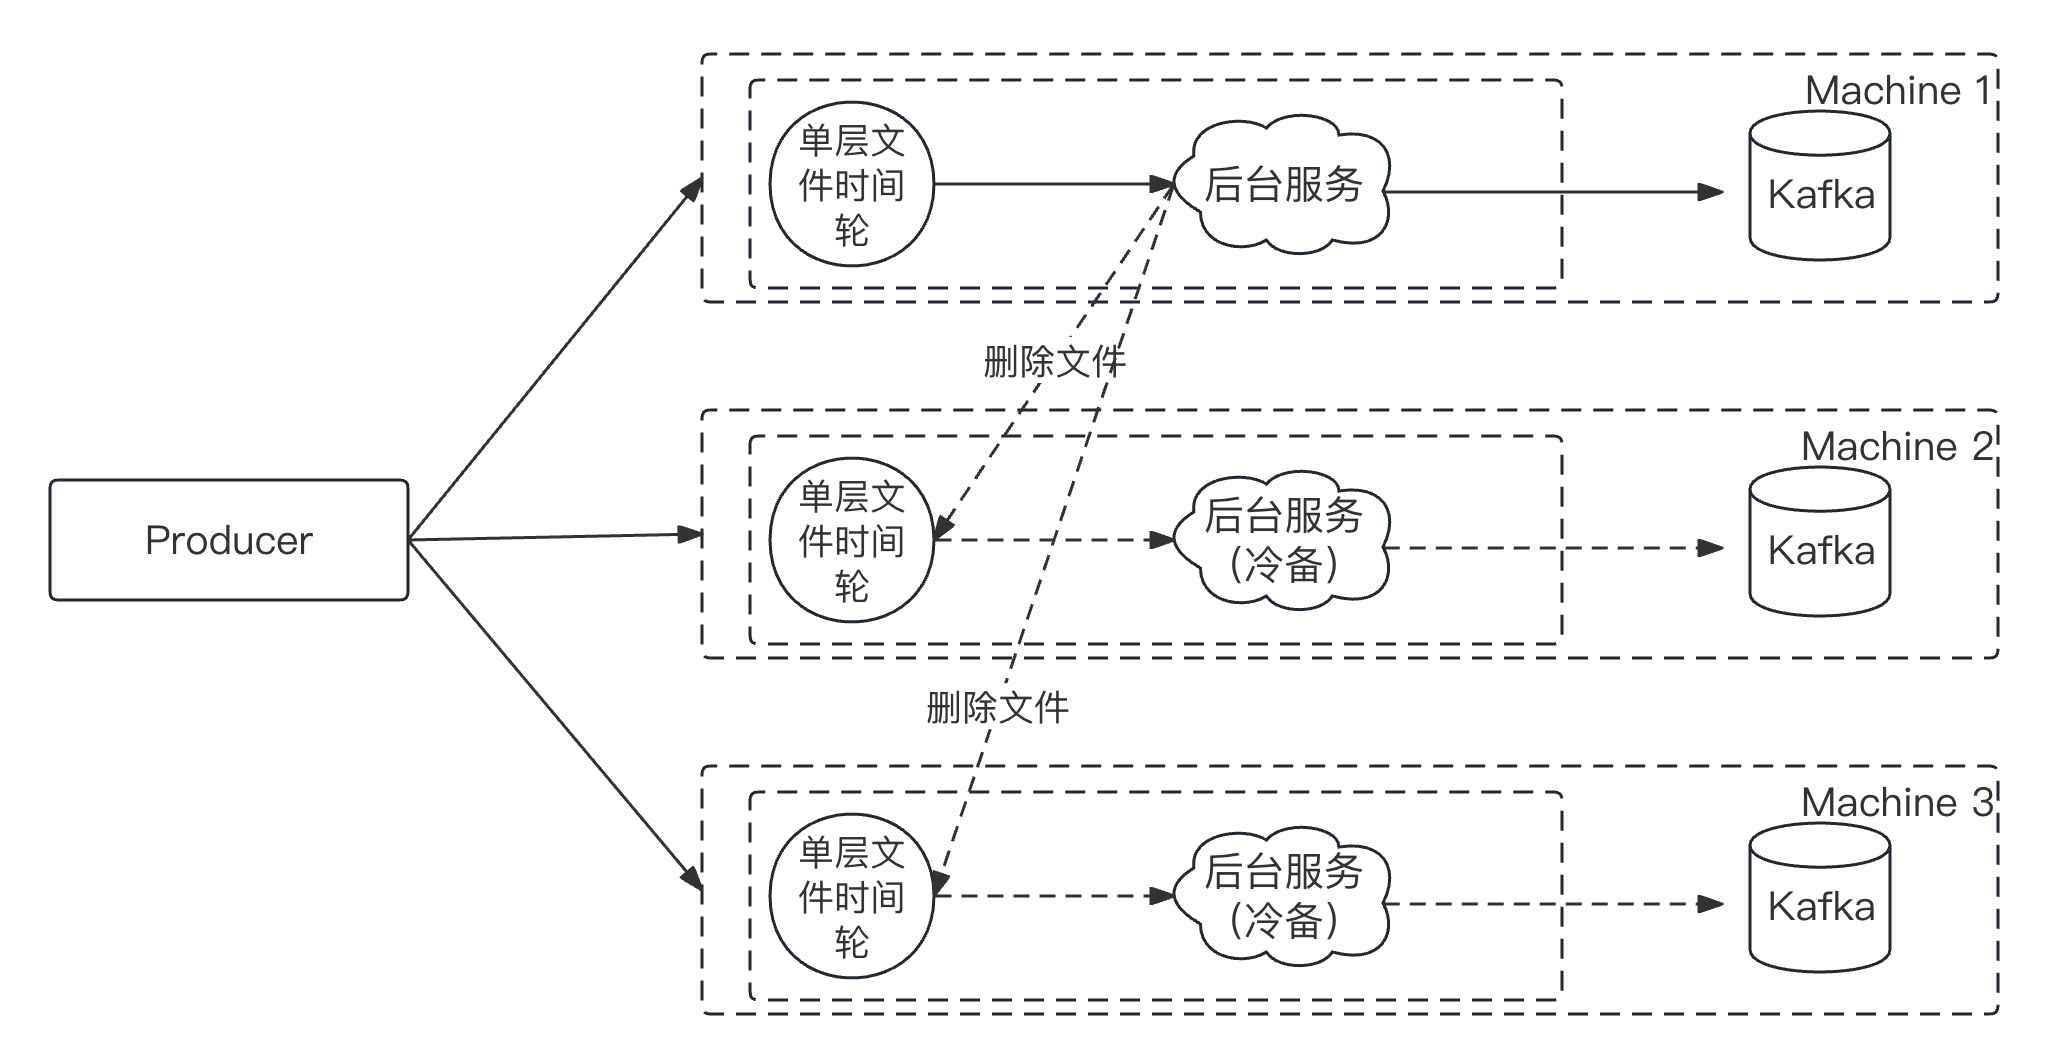 Machine 1
单层文
件时间
轮
后台服务
Kafka
删除文件
Producer
Machine 2
单层文
件时间
轮
后台服务
（冷备）
Kafka
删除文件
Machine 3
单层文
件时间
轮
后台服务
（冷备）
Kafka